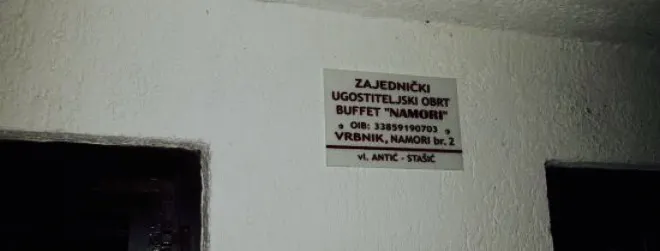 ZAJEDNIČKI
UGOSTITELJSKI OBRT
BUFFET "NAMORI"
OIB: 33859190703
VRBNIK, NAMORI br. 2
vl. ANTIĆ - STAŠIĆ